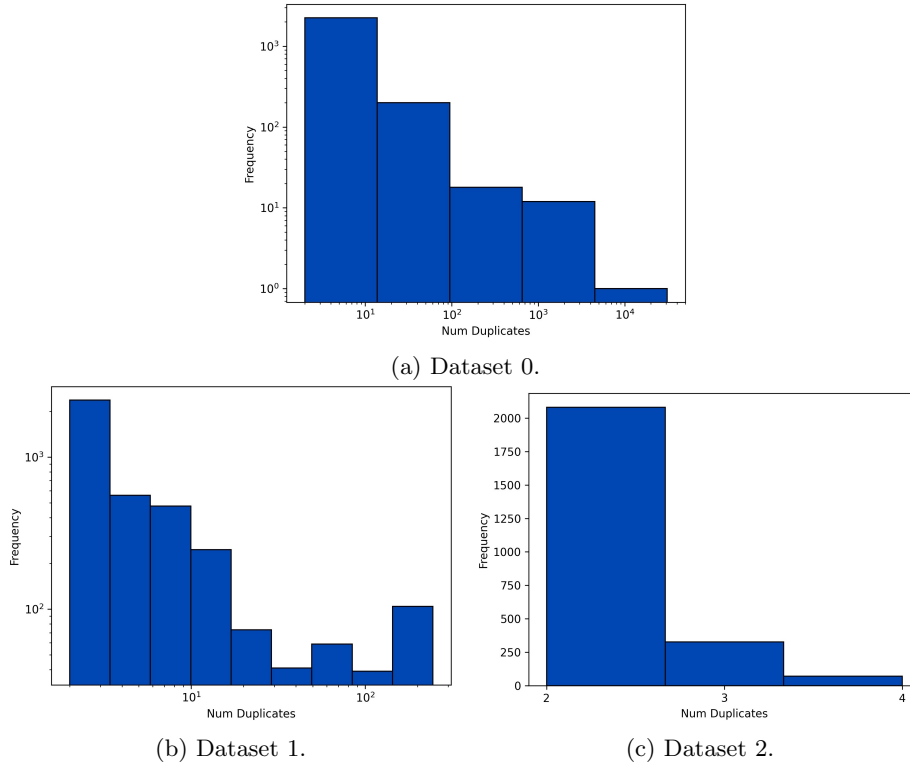 10³
10²
10¹
10⁰
Frequency
10¹ 10² 10³ 10⁴
Num Duplicates
(a) Dataset 0.
10³
10²
Frequency
10¹ 10²
Num Duplicates
(b) Dataset 1.
2000
1750
1500
1250
1000
750
500
250
0
Frequency
2 3 4
Num Duplicates
(c) Dataset 2.